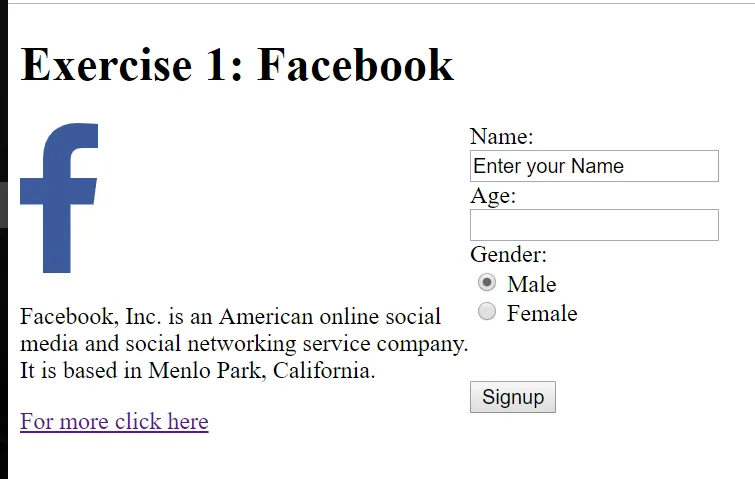 Exercise 1: Facebook
f
Facebook, Inc. is an American online social
media and social networking service company.
It is based in Menlo Park, California.
For more click here
Name:
Enter your Name
Age:
Gender:
Male
Female
Signup